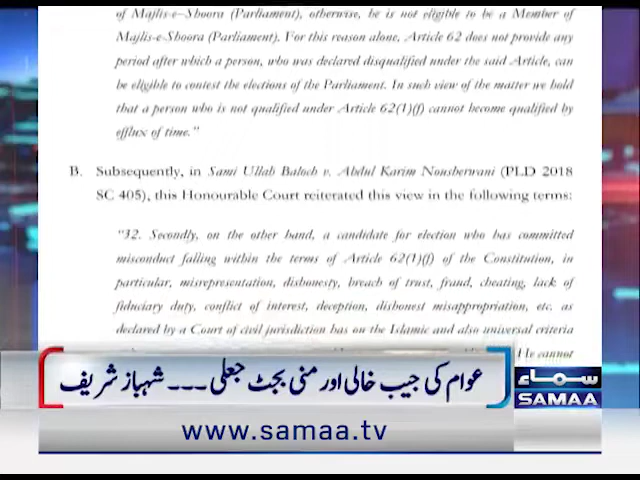 of Majlis-e-Shoora (Parliament), otherwise, he is not eligible to be a Member of
Majlis-e-Shoora (Parliament). For this reason alone, Article 62 does not provide any
period after which a person, who was declared disqualified under the said Article, can
be eligible to contest the elections of the Parliament. In such view of the matter we hold
that a person who is not qualified under Article 62(1)(f) cannot become qualified by
efflux of time."
B. Subsequently, in Sami Ullah Baloch v. Abdul Karim Nousherwani (PLD 2018
SC 405), this Honourable Court reiterated this view in the following terms:
"32. Secondly, on the other hand, a candidate for election who has committed
misconduct falling within the terms of Article 62(1)(f) of the Constitution, in
particular, misrepresentation, dishonesty, breach of trust, fraud, cheating, lack of
fiduciary duty, conflict of interest, deception, dishonest misappropriation, etc. as
declared by a Court of civil jurisdiction has on the Islamic and also universal criteria
He cannot
عوام کی جیب خالی اور منی بجٹ جعلی ۔۔۔ شہباز شریف
سماء
SAMAA
www.samaa.tv